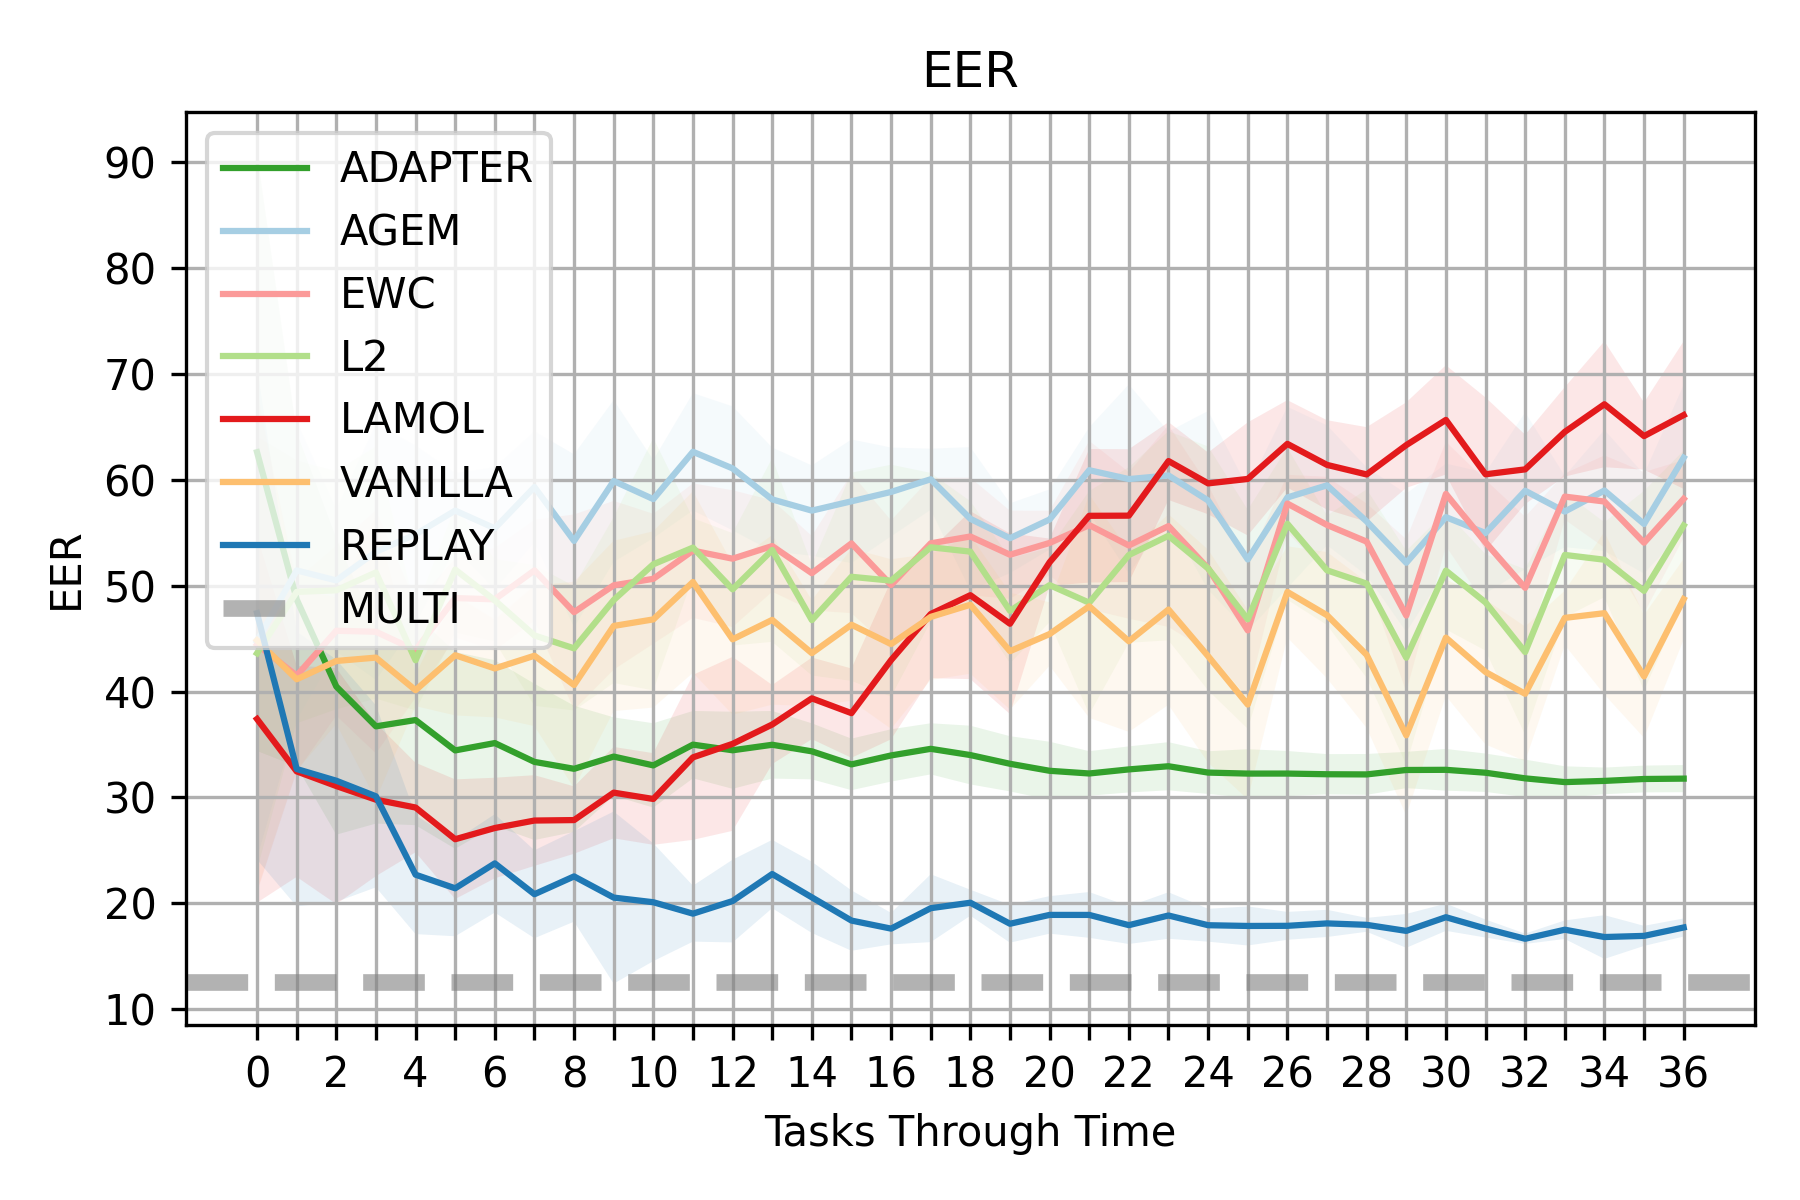 EER
EER
90
80
70
60
50
40
30
20
10
ADAPTER
AGEM
EWC
L2
LAMOL
VANILLA
REPLAY
MULTI
0 2 4 6 8 10 12 14 16 18 20 22 24 26 28 30 32 34 36
Tasks Through Time